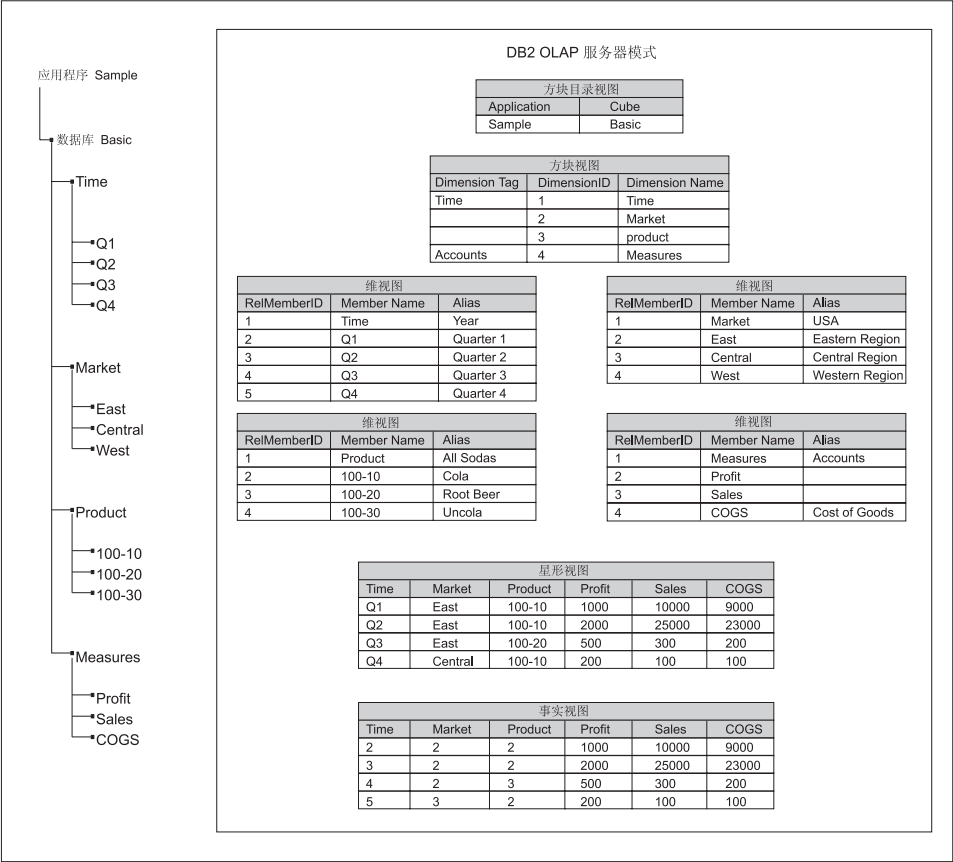 应用程序 Sample
数据库 Basic
Time
Q1
Q2
Q3
Q4
Market
East
Central
West
Product
100-10
100-20
100-30
Measures
Profit
Sales
COGS
DB2 OLAP 服务器模式
方块目录视图
Application Cube
Sample Basic
方块视图
Dimension Tag DimensionID Dimension Name
Time 1 Time
2 Market
3 product
Accounts 4 Measures
维视图
RelMemberID Member Name Alias
1 Time Year
2 Q1 Quarter 1
3 Q2 Quarter 2
4 Q3 Quarter 3
5 Q4 Quarter 4
维视图
RelMemberID Member Name Alias
1 Market USA
2 East Eastern Region
3 Central Central Region
4 West Western Region
维视图
RelMemberID Member Name Alias
1 Product All Sodas
2 100-10 Cola
3 100-20 Root Beer
4 100-30 Uncola
维视图
RelMemberID Member Name Alias
1 Measures Accounts
2 Profit
3 Sales
4 COGS Cost of Goods
星形视图
Time Market Product Profit Sales COGS
Q1 East 100-10 1000 10000 9000
Q2 East 100-10 2000 25000 23000
Q3 East 100-20 500 300 200
Q4 Central 100-10 200 100 100
事实视图
Time Market Product Profit Sales COGS
2 2 2 1000 10000 9000
3 2 2 2000 25000 23000
4 2 3 500 300 200
5 3 2 200 100 100